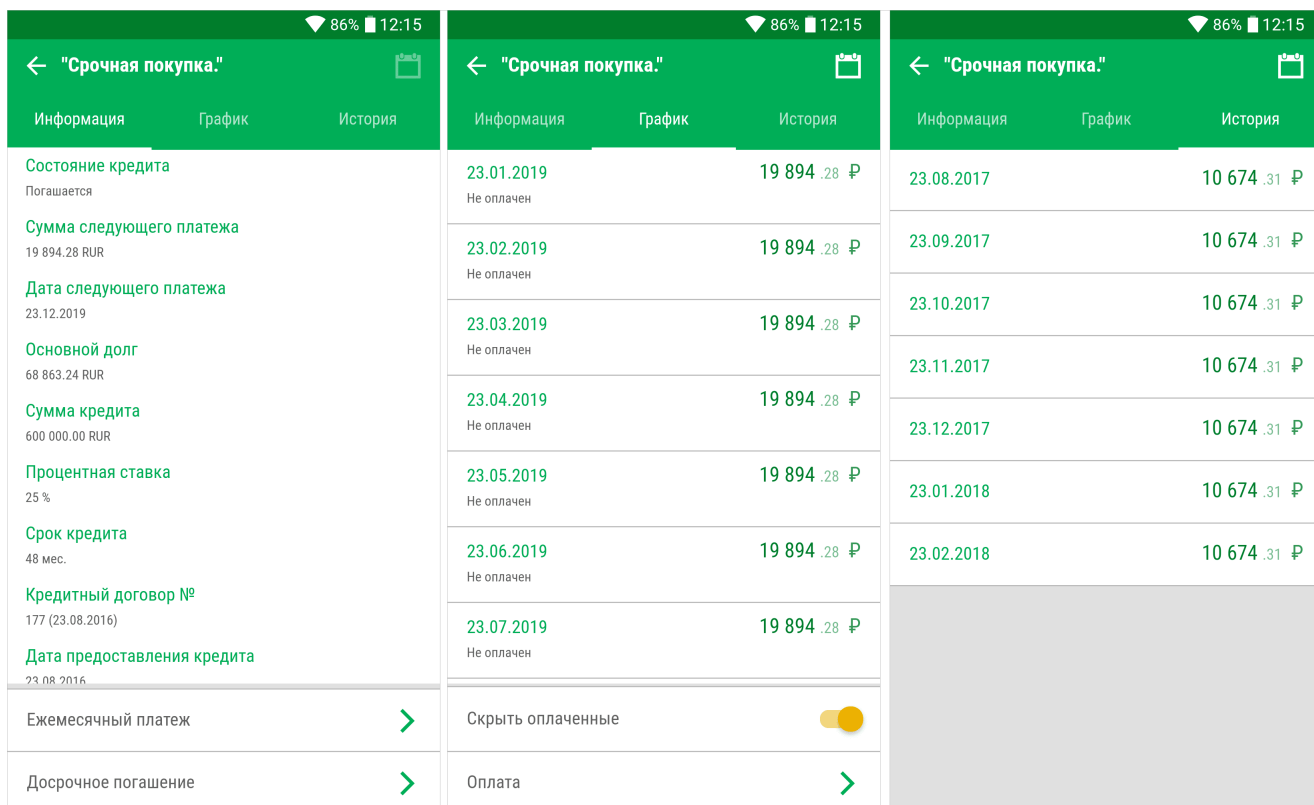 86% 12:15
"Срочная покупка."
Информация График История
Состояние кредита
Погашается
Сумма следующего платежа
19 894.28 RUR
Дата следующего платежа
23.12.2019
Основной долг
68 863.24 RUR
Сумма кредита
600 000.00 RUR
Процентная ставка
25 %
Срок кредита
48 мес.
Кредитный договор №
177 (23.08.2016)
Дата предоставления кредита
23.08.2016
Ежемесячный платеж
Досрочное погашение
86% 12:15
"Срочная покупка."
Информация График История
23.01.2019 19 894 .28 ₽
Не оплачен
23.02.2019 19 894 .28 ₽
Не оплачен
23.03.2019 19 894 .28 ₽
Не оплачен
23.04.2019 19 894 .28 ₽
Не оплачен
23.05.2019 19 894 .28 ₽
Не оплачен
23.06.2019 19 894 .28 ₽
Не оплачен
23.07.2019 19 894 .28 ₽
Не оплачен
Скрыть оплаченные
Оплата
86% 12:15
"Срочная покупка."
Информация График История
23.08.2017 10 674 .31 ₽
23.09.2017 10 674 .31 ₽
23.10.2017 10 674 .31 ₽
23.11.2017 10 674 .31 ₽
23.12.2017 10 674 .31 ₽
23.01.2018 10 674 .31 ₽
23.02.2018 10 674 .31 ₽